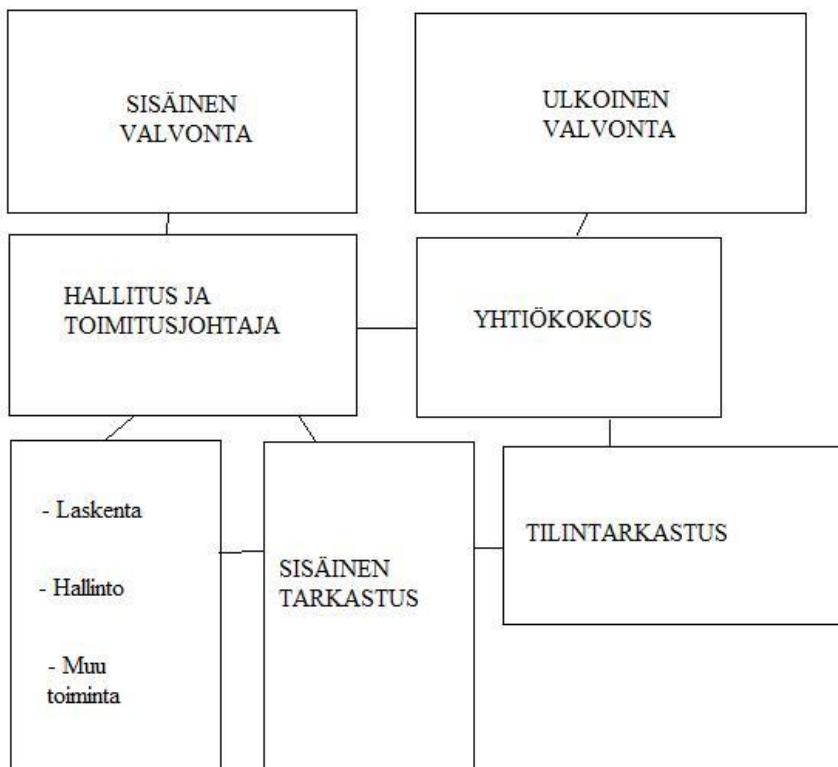 SISÄINEN
VALVONTA
ULKOINEN
VALVONTA
HALLITUS JA
TOIMITUSJOHTAJA
YHTIÖKOKOUS
- Laskenta
- Hallinto
- Muu
toiminta
SISÄINEN
TARKASTUS
TILINTARKASTUS